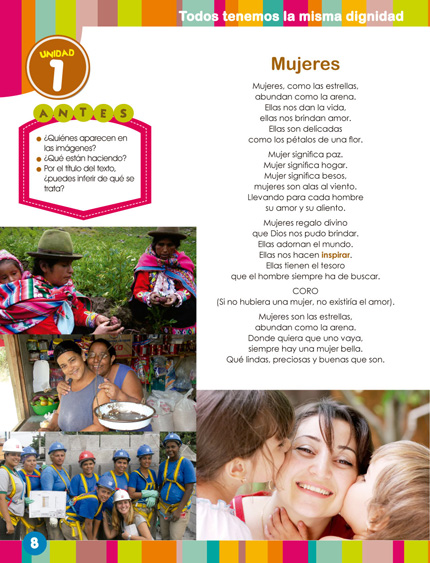 Todos tenemos la misma dignidad
UNIDAD
1
ANTES
¿Quiénes aparecen en
las imágenes?
¿Qué están haciendo?
Por el título del texto,
¿puedes inferir de qué se
trata?
Mujeres
Mujeres, como las estrellas,
abundan como la arena.
Ellas nos dan la vida,
ellas nos brindan amor.
Ellas son delicadas
como los pétalos de una flor.
Mujer significa paz.
Mujer significa hogar.
Mujer significa besos,
mujeres son alas al viento.
Llevando para cada hombre
su amor y su aliento.
Mujeres regalo divino
que Dios nos pudo brindar.
Ellas adornan el mundo.
Ellas nos hacen inspirar.
Ellas tienen el tesoro
que el hombre siempre ha de buscar.
CORO
(Si no hubiera una mujer, no existiría el amor).
Mujeres son las estrellas,
abundan como la arena.
Donde quiera que uno vaya,
siempre hay una mujer bella.
Qué lindas, preciosas y buenas que son.
8